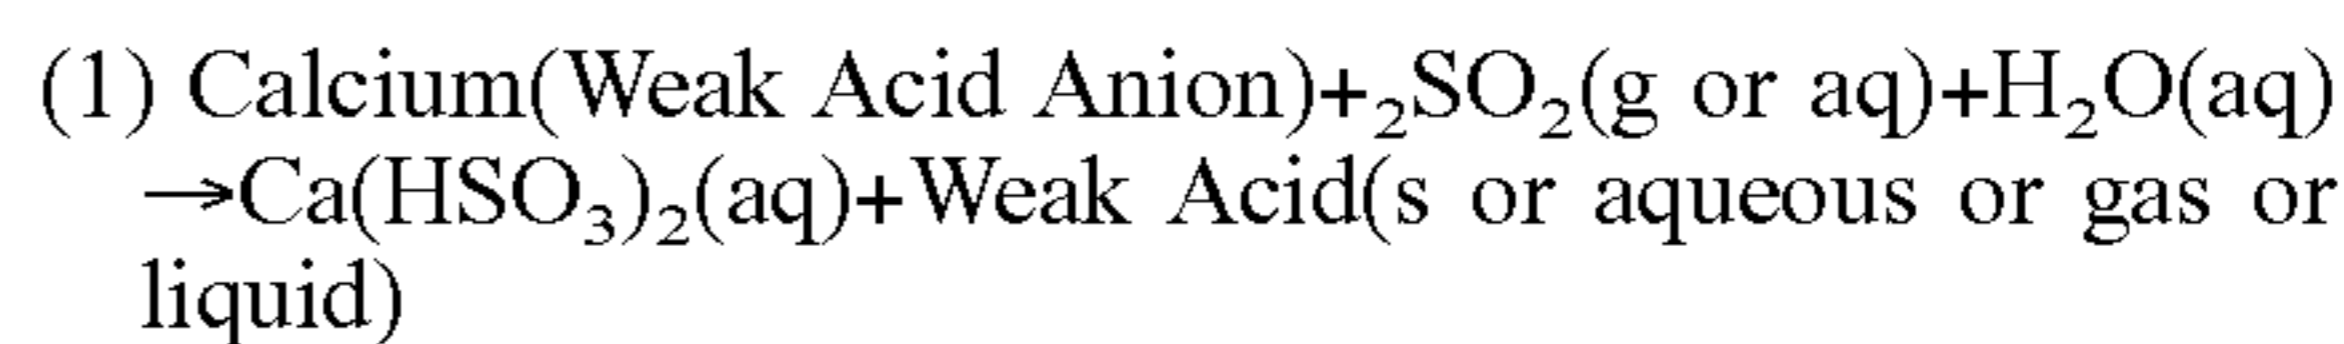 (1) Calcium(Weak Acid Anion)+₂SO₂(g or aq)+H₂O(aq)
→Ca(HSO₃)₂(aq)+Weak Acid(s or aqueous or gas or
liquid)